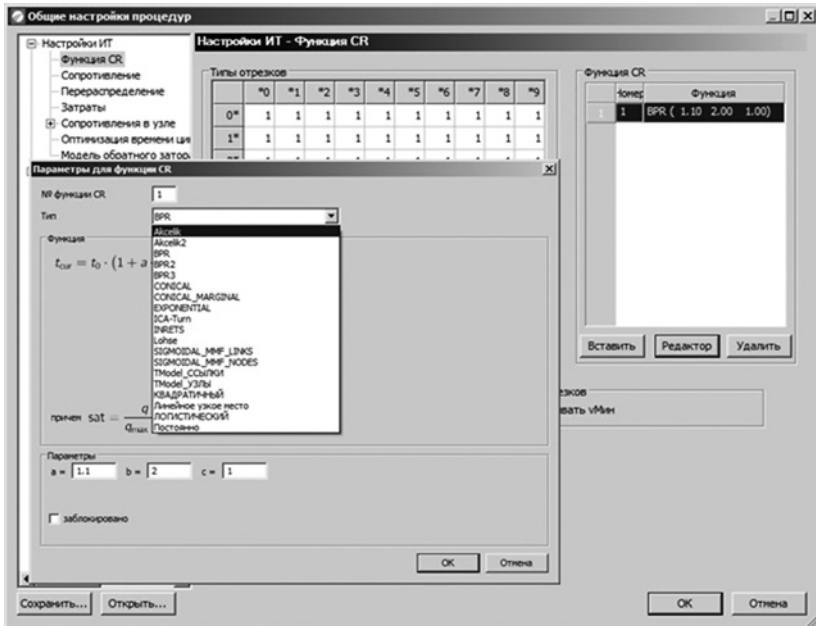 Общие настройки процедур
Настройки ИТ
Функция CR
Сопротивление
Перераспределение
Затраты
Сопротивления в узле
Оптимизация времени ци
Модель обратного затор
Настройки ИТ - Функция CR
Типы отрезков
*0 *1 *2 *3 *4 *5 *6 *7 *8 *9
0* 1 1 1 1 1 1 1 1 1 1
1* 1 1 1 1 1 1 1 1 1 1
Функция CR
Номер Функция
1 1 BPR ( 1.10 2.00 1.00)
Вставить Редактор Удалить
Параметры для функции CR
№ функции CR 1
Тип BPR
Akcelik
Akcelik2
BPR
BPR2
BPR3
CONICAL
CONICAL_MARGINAL
EXPONENTIAL
ICA-Turn
INRETS
Lohse
SIGMOIDAL_MMF_LINKS
SIGMOIDAL_MMF_NODES
TModel_ССЫЛКИ
TModel_УЗЛЫ
КВАДРАТИЧНЫЙ
Линейное узкое место
ЛОГИСТИЧЕСКИЙ
Постоянно
Функция
t_cur = t_0 · (1 + a
причем sat = q / q_max
Параметры
a = 1.1 b = 2 c = 1
заблокировано
OK Отмена
езков
вать vМин
Сохранить... Открыть...
OK Отмена